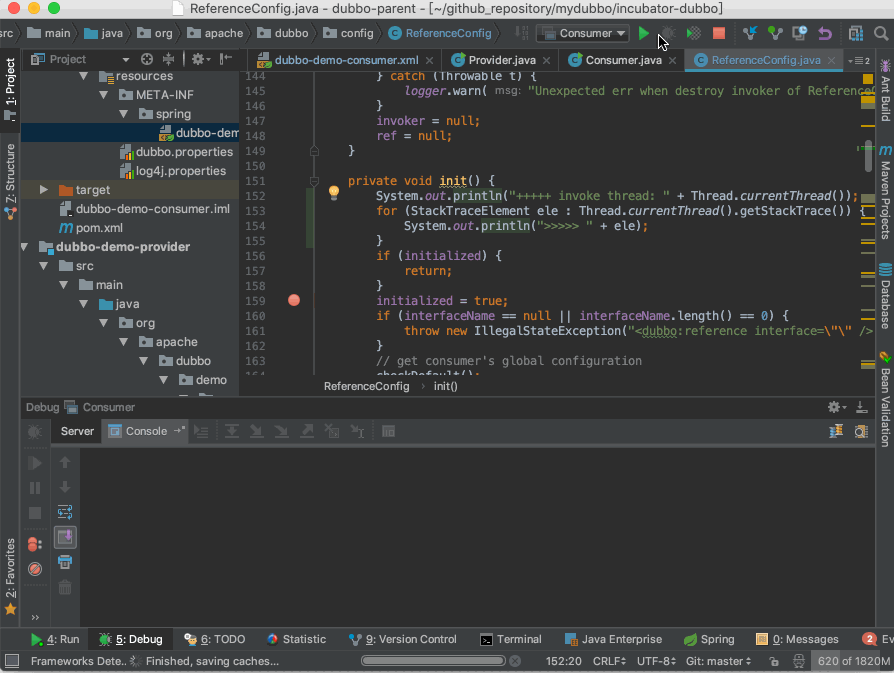 ReferenceConfig.java - dubbo-parent - [~/github_repository/mydubbo/incubator-dubbo]
src main java org apache dubbo config ReferenceConfig Consumer
1: Project
Z: Structure
2: Favorites
Project
resources
META-INF
spring
dubbo-dem
dubbo.properties
log4j.properties
target
dubbo-demo-consumer.iml
pom.xml
dubbo-demo-provider
src
main
java
org
apache
dubbo
demo
dubbo-demo-consumer.xml Provider.java Consumer.java ReferenceConfig.java 2
144 } catch (Throwable t) {
145 logger.warn( msg: "Unexpected err when destroy invoker of Reference
146 }
147 invoker = null;
148 ref = null;
149 }
150
151 private void init() {
152 System.out.println("+++++ invoke thread: " + Thread.currentThread());
153 for (StackTraceElement ele : Thread.currentThread().getStackTrace()) {
154 System.out.println(">>>>> " + ele);
155 }
156 if (initialized) {
157 return;
158 }
159 initialized = true;
160 if (interfaceName == null || interfaceName.length() == 0) {
161 throw new IllegalStateException("<dubbo:reference interface=\"\" />
162 }
163 // get consumer's global configuration
164 checkDefault();
ReferenceConfig › init()
Ant Build
Maven Projects
Database
Bean Validation
Debug Consumer
Server Console
4: Run 5: Debug 6: TODO Statistic 9: Version Control Terminal Java Enterprise Spring 0: Messages 2 Ev
Frameworks Dete.. Finished, saving caches... 152:20 CRLF UTF-8 Git: master 620 of 1820M